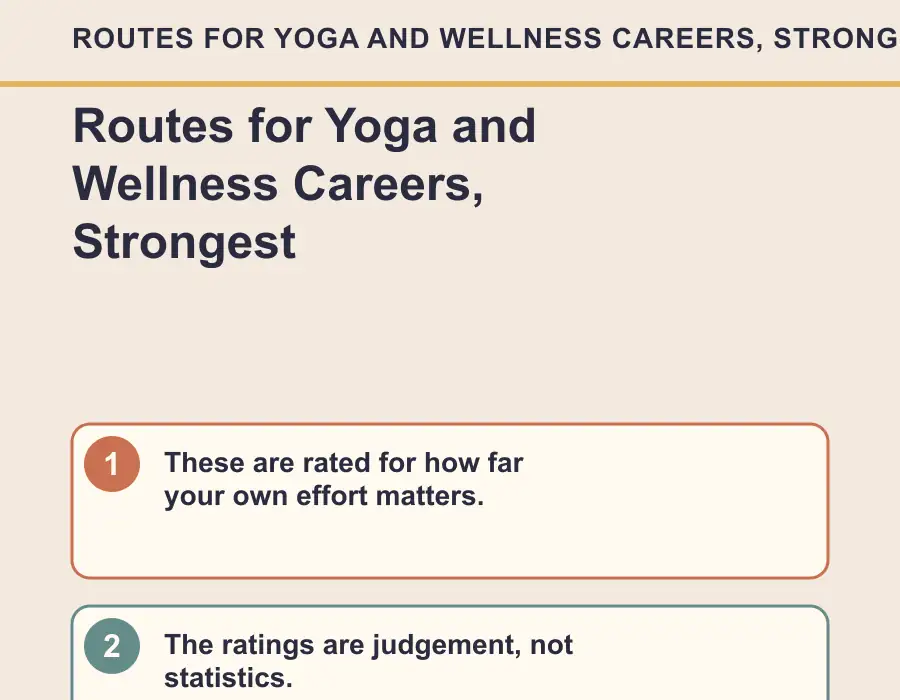 ROUTES FOR YOGA AND WELLNESS CAREERS, STRONG
Routes for Yoga and
Wellness Careers,
Strongest
1
These are rated for how far
your own effort matters.
2
The ratings are judgement, not
statistics.